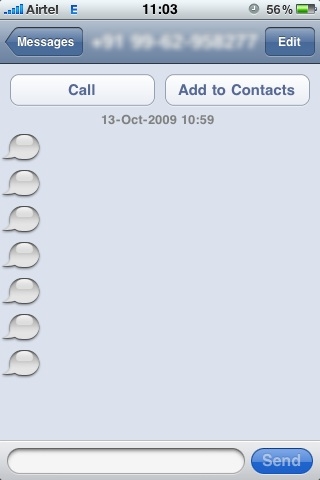 Airtel E 11:03 56%
Messages Edit
Call Add to Contacts
13-Oct-2009 10:59
Send